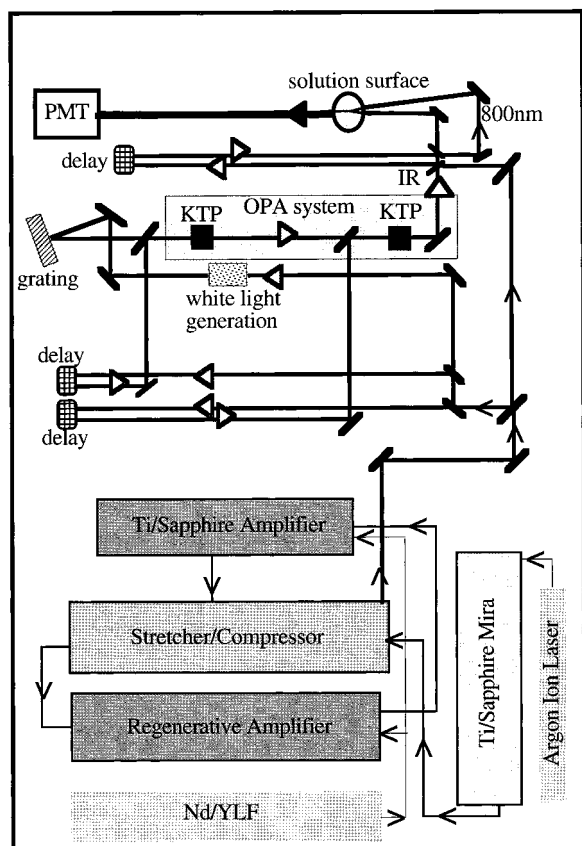 solution surface
PMT
800nm
delay
IR
OPA system
KTP
KTP
grating
white light
generation
delay
delay
Ti/Sapphire Amplifier
Stretcher/Compressor
Regenerative Amplifier
Nd/YLF
Ti/Sapphire Mira
Argon Ion Laser